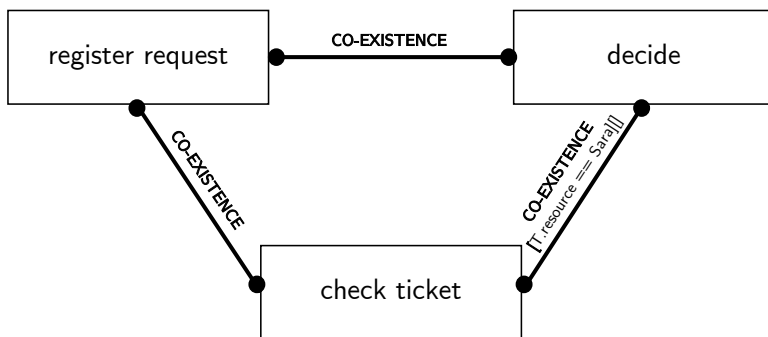 register request
CO-EXISTENCE
decide
CO-EXISTENCE
CO-EXISTENCE
[T.resource == Sara][]
check ticket